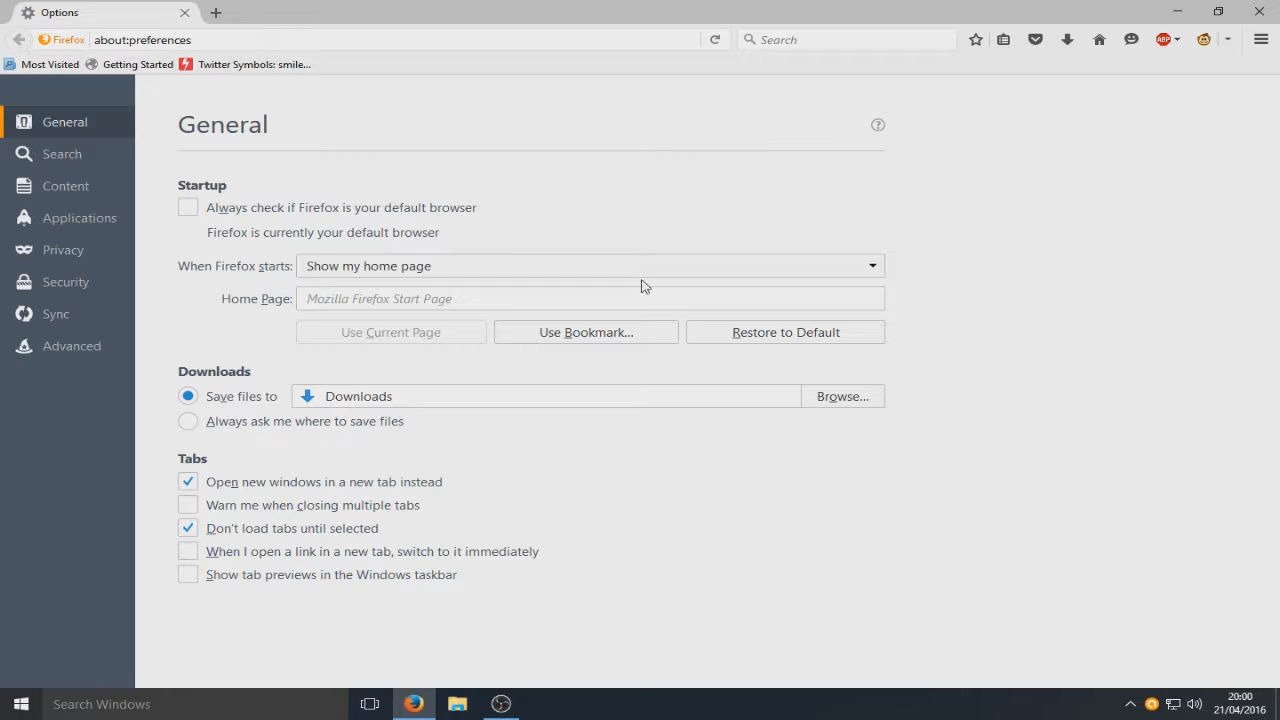 Options
Firefox about:preferences
Search
ABP
Most Visited Getting Started Twitter Symbols: smile...
General
Search
Content
Applications
Privacy
Security
Sync
Advanced
General
Startup
Always check if Firefox is your default browser
Firefox is currently your default browser
When Firefox starts: Show my home page
Home Page: Mozilla Firefox Start Page
Use Current Page Use Bookmark... Restore to Default
Downloads
Save files to Downloads Browse...
Always ask me where to save files
Tabs
Open new windows in a new tab instead
Warn me when closing multiple tabs
Don't load tabs until selected
When I open a link in a new tab, switch to it immediately
Show tab previews in the Windows taskbar
Search Windows
20:00
21/04/2016